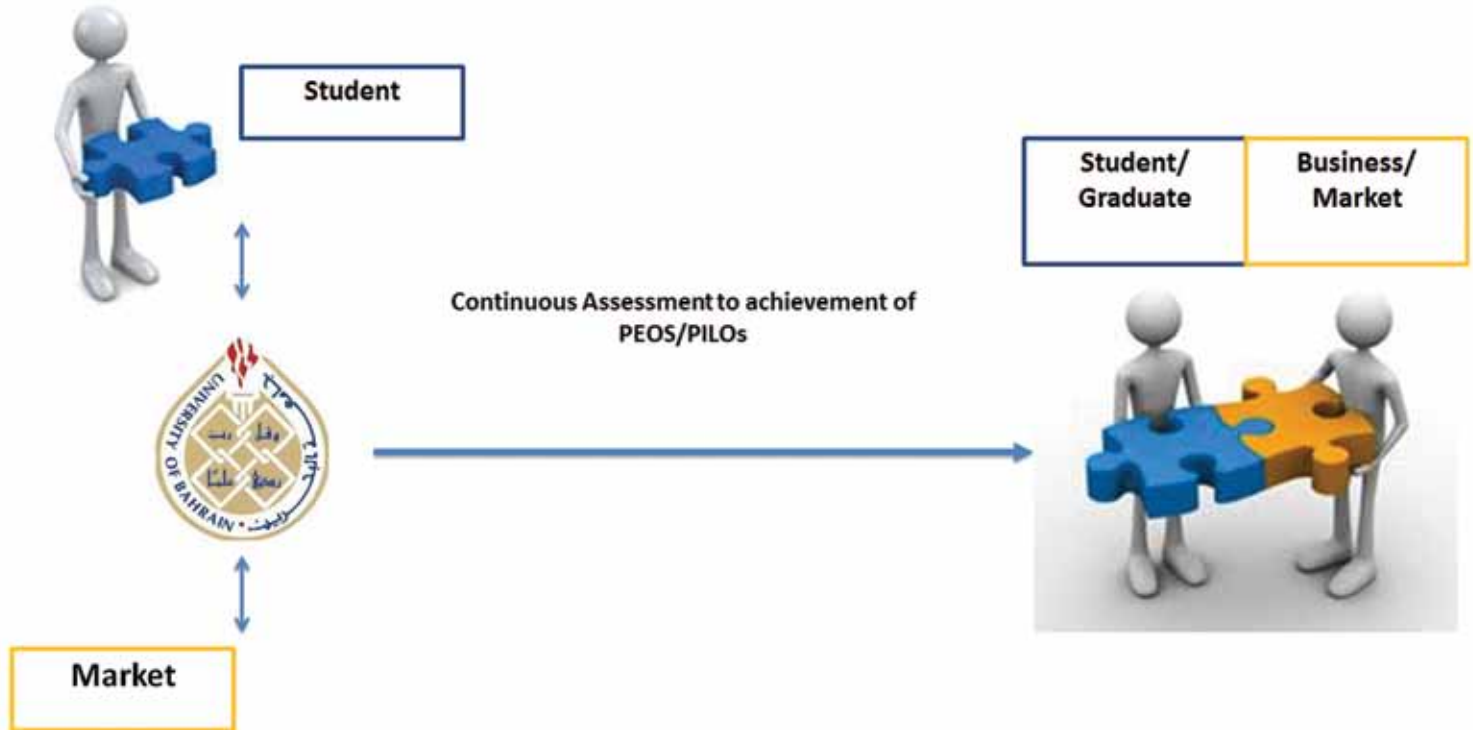 Student
Student/
Graduate
Business/
Market
Continuous Assessment to achievement of
PEOS/PILOs
UNIVERSITY OF BAHRAIN
Market